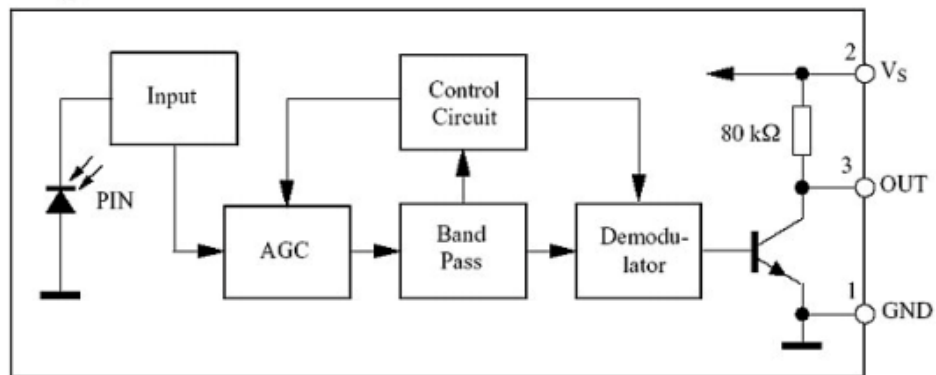 Input
Control
Circuit
2
V_S
80 kΩ
3
OUT
PIN
AGC
Band
Pass
Demodu-
lator
1
GND